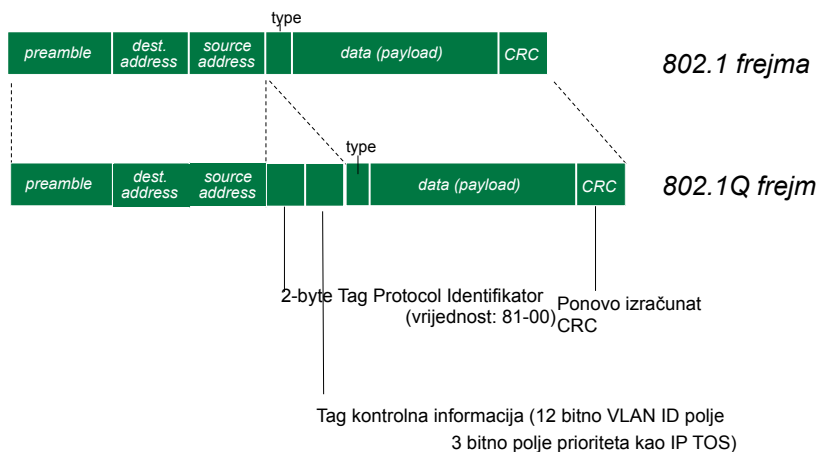 type
preamble
dest.
address
source
address
data (payload)
CRC
802.1 frejma
type
preamble
dest.
address
source
address
data (payload)
CRC
802.1Q frejm
2-byte Tag Protocol Identifikator
(vrijednost: 81-00)
Ponovo izračunat
CRC
Tag kontrolna informacija (12 bitno VLAN ID polje
3 bitno polje prioriteta kao IP TOS)